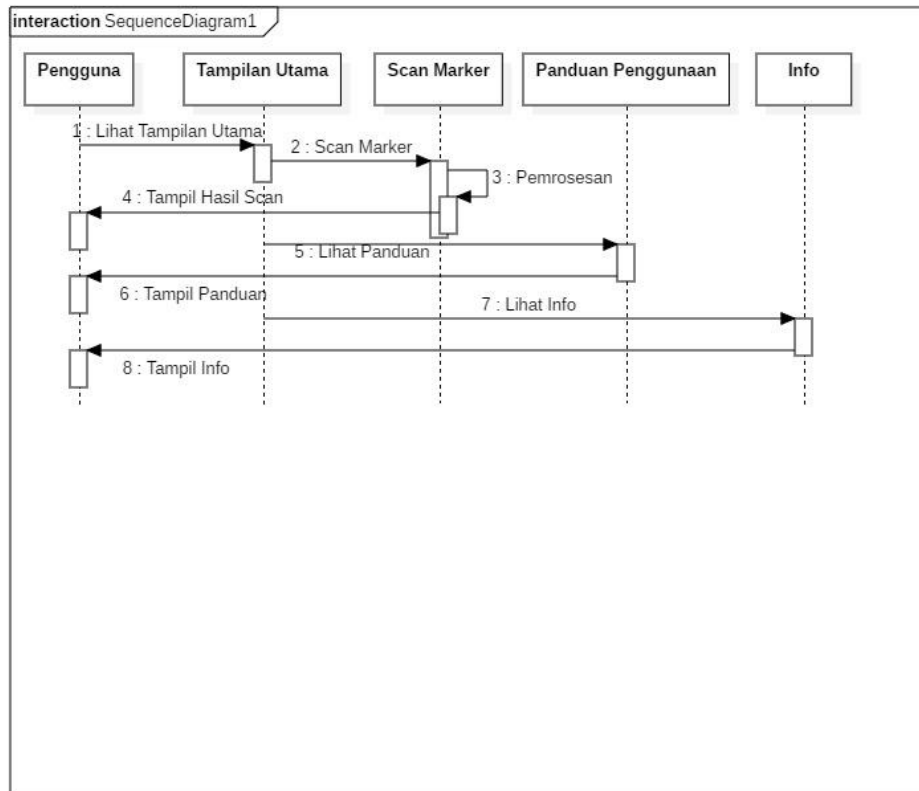 interaction SequenceDiagram1
Pengguna
Tampilan Utama
Scan Marker
Panduan Penggunaan
Info
1 : Lihat Tampilan Utama
2 : Scan Marker
3 : Pemrosesan
4 : Tampil Hasil Scan
5 : Lihat Panduan
6 : Tampil Panduan
7 : Lihat Info
8 : Tampil Info